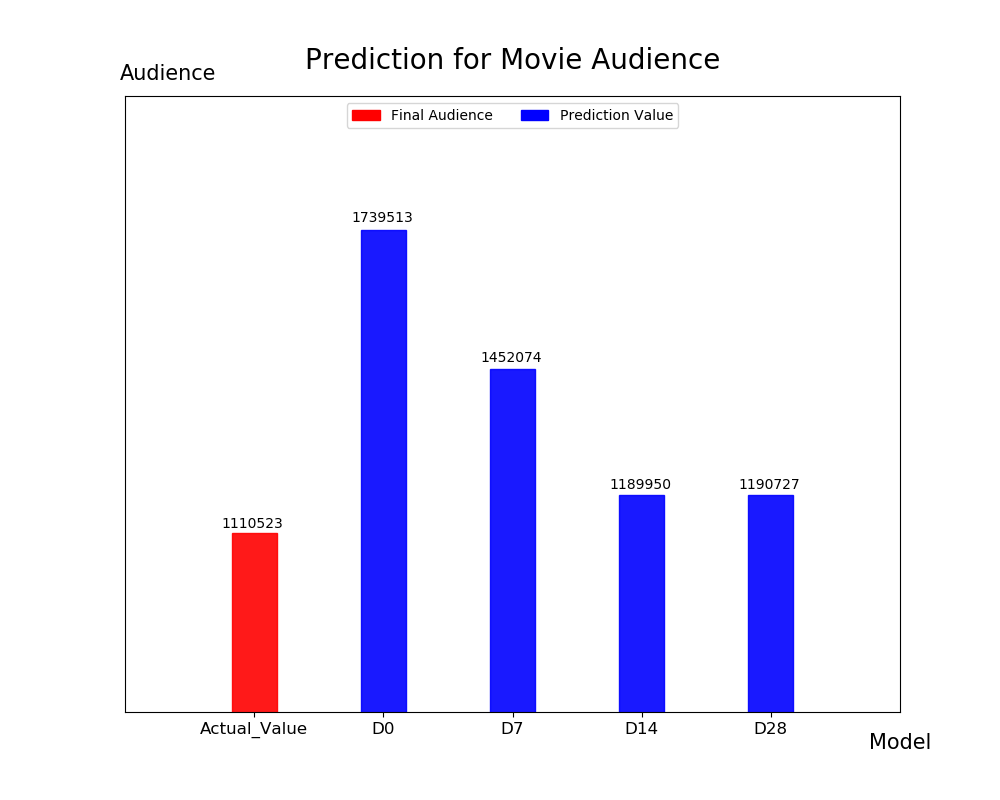 Prediction for Movie Audience
Audience
Final Audience Prediction Value
1739513
1452074
1189950 1190727
1110523
Actual_Value D0 D7 D14 D28
Model